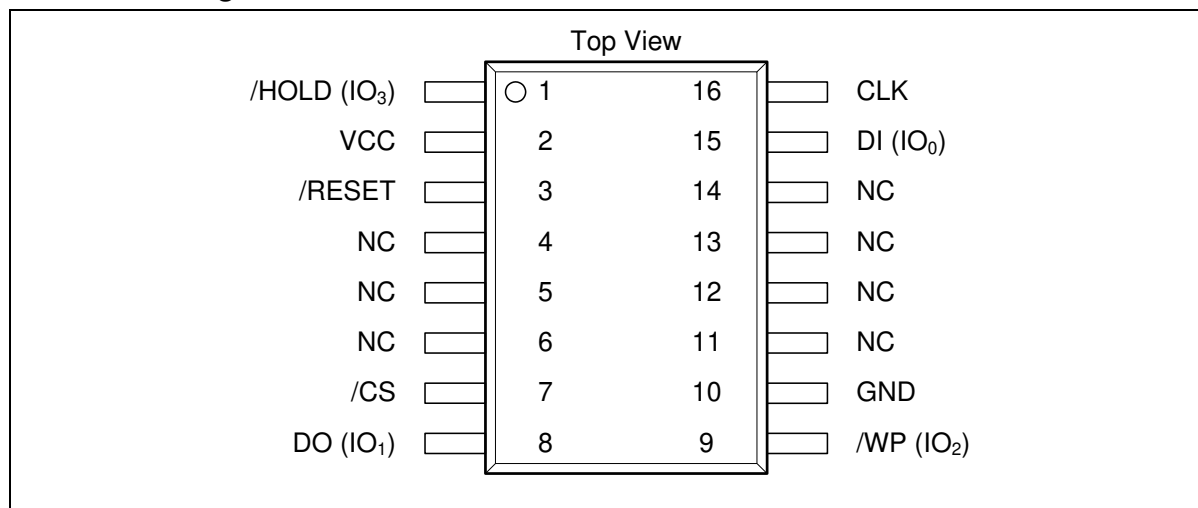 Top View
/HOLD (IO₃) 1 16 CLK
VCC 2 15 DI (IO₀)
/RESET 3 14 NC
NC 4 13 NC
NC 5 12 NC
NC 6 11 NC
/CS 7 10 GND
DO (IO₁) 8 9 /WP (IO₂)